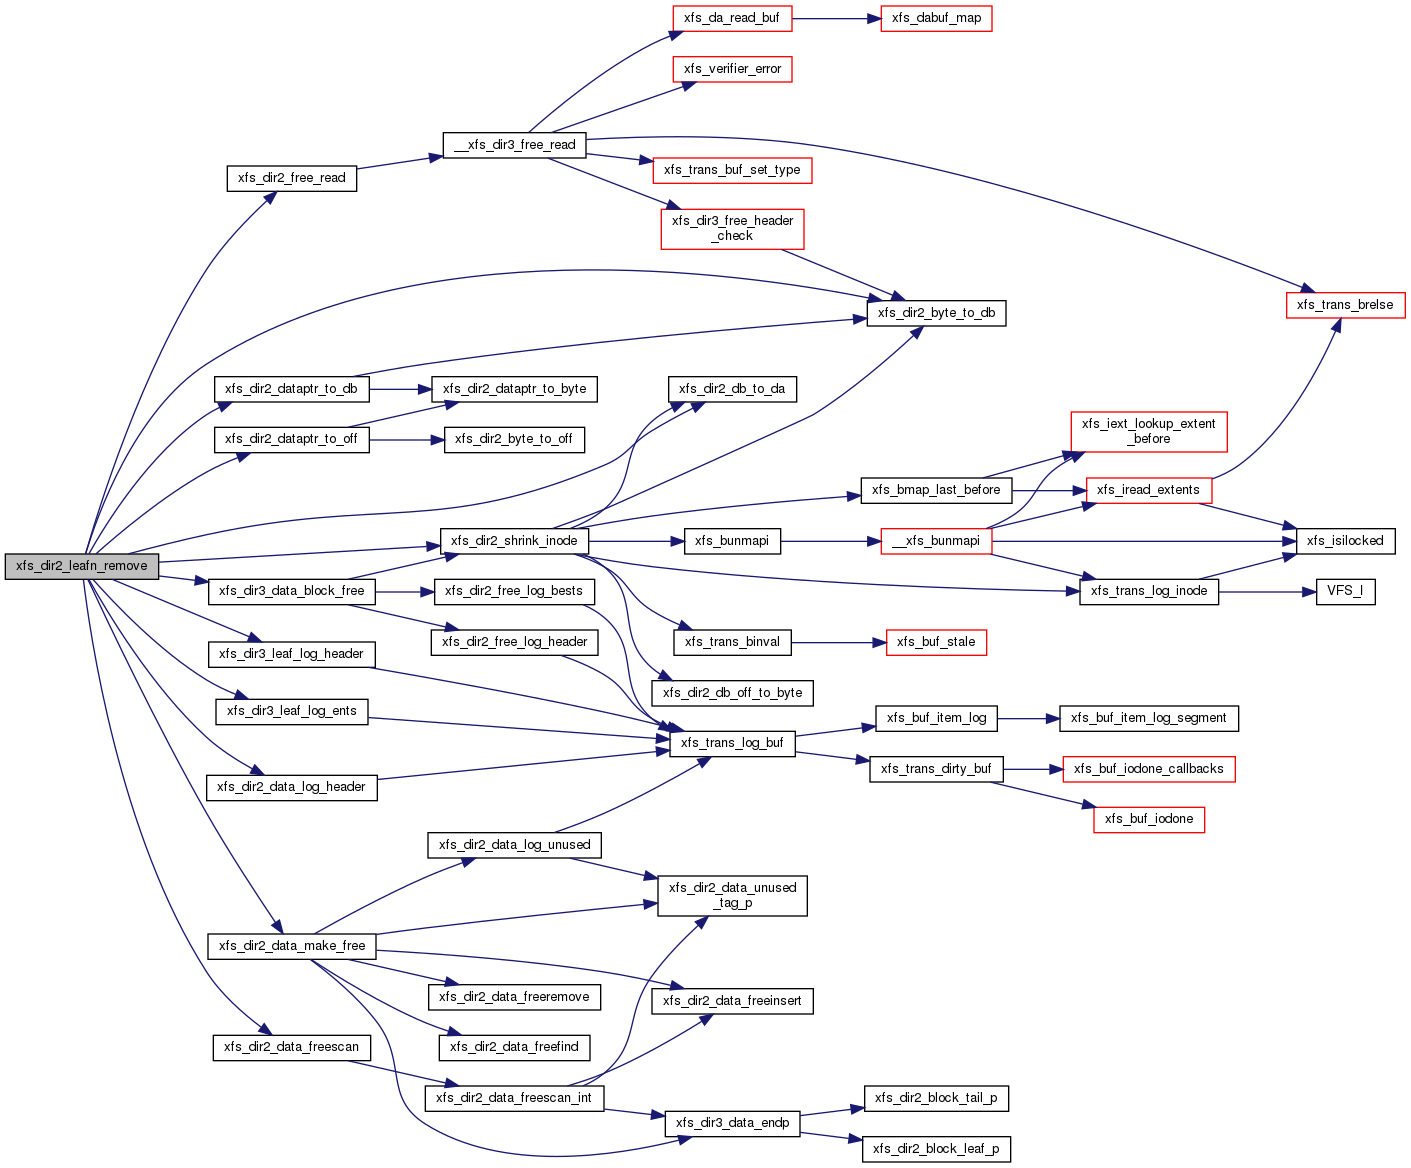 xfs_da_read_buf
xfs_dabuf_map
xfs_verifier_error
__xfs_dir3_free_read
xfs_trans_buf_set_type
xfs_dir2_free_read
xfs_dir3_free_header
_check
xfs_trans_brelse
xfs_dir2_byte_to_db
xfs_dir2_dataptr_to_db
xfs_dir2_dataptr_to_byte
xfs_dir2_db_to_da
xfs_dir2_dataptr_to_off
xfs_dir2_byte_to_off
xfs_iext_lookup_extent
_before
xfs_bmap_last_before
xfs_iread_extents
xfs_dir2_shrink_inode
xfs_bunmapi
__xfs_bunmapi
xfs_isilocked
xfs_dir2_leafn_remove
xfs_dir3_data_block_free
xfs_dir2_free_log_bests
xfs_trans_log_inode
VFS_I
xfs_dir2_free_log_header
xfs_trans_binval
xfs_buf_stale
xfs_dir3_leaf_log_header
xfs_dir2_db_off_to_byte
xfs_dir3_leaf_log_ents
xfs_buf_item_log
xfs_buf_item_log_segment
xfs_trans_log_buf
xfs_trans_dirty_buf
xfs_buf_iodone_callbacks
xfs_dir2_data_log_header
xfs_buf_iodone
xfs_dir2_data_log_unused
xfs_dir2_data_unused
_tag_p
xfs_dir2_data_make_free
xfs_dir2_data_freeremove
xfs_dir2_data_freeinsert
xfs_dir2_data_freescan
xfs_dir2_data_freefind
xfs_dir2_data_freescan_int
xfs_dir2_block_tail_p
xfs_dir3_data_endp
xfs_dir2_block_leaf_p